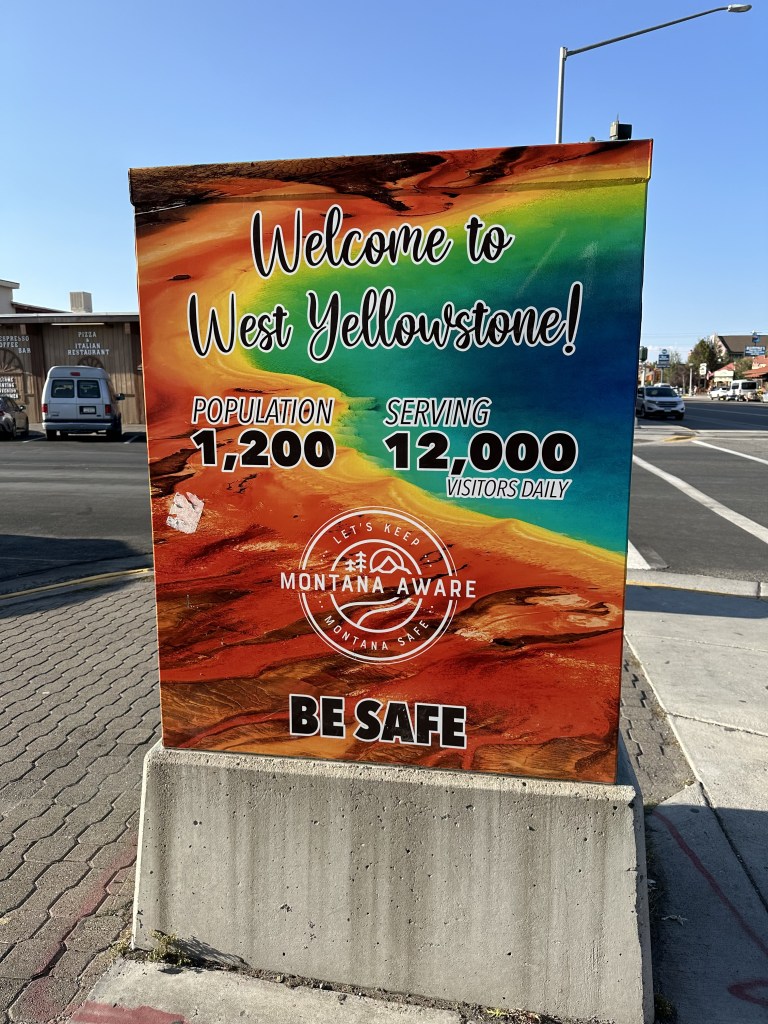 Welcome to
West Yellowstone!
POPULATION
1,200
SERVING
12,000
VISITORS DAILY
LET'S KEEP
MONTANA AWARE
MONTANA SAFE
BE SAFE
ESPRESSO
COFFEE
BAR
PIZZA
& ITALIAN
RESTAURANT